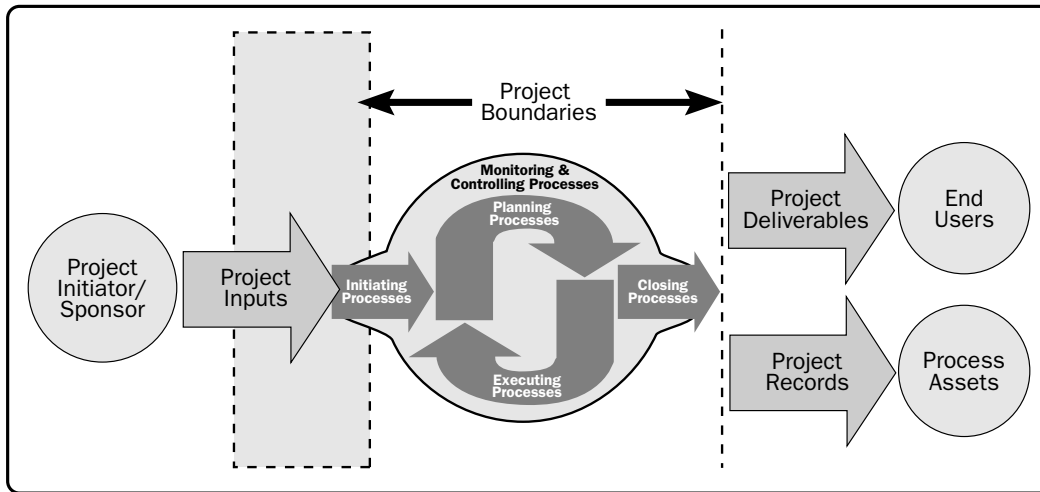 Project
Boundaries
Monitoring &
Controlling Processes
Planning
Processes
Project
Initiator/
Sponsor
Project
Inputs
Initiating
Processes
Closing
Processes
Executing
Processes
Project
Deliverables
End
Users
Project
Records
Process
Assets